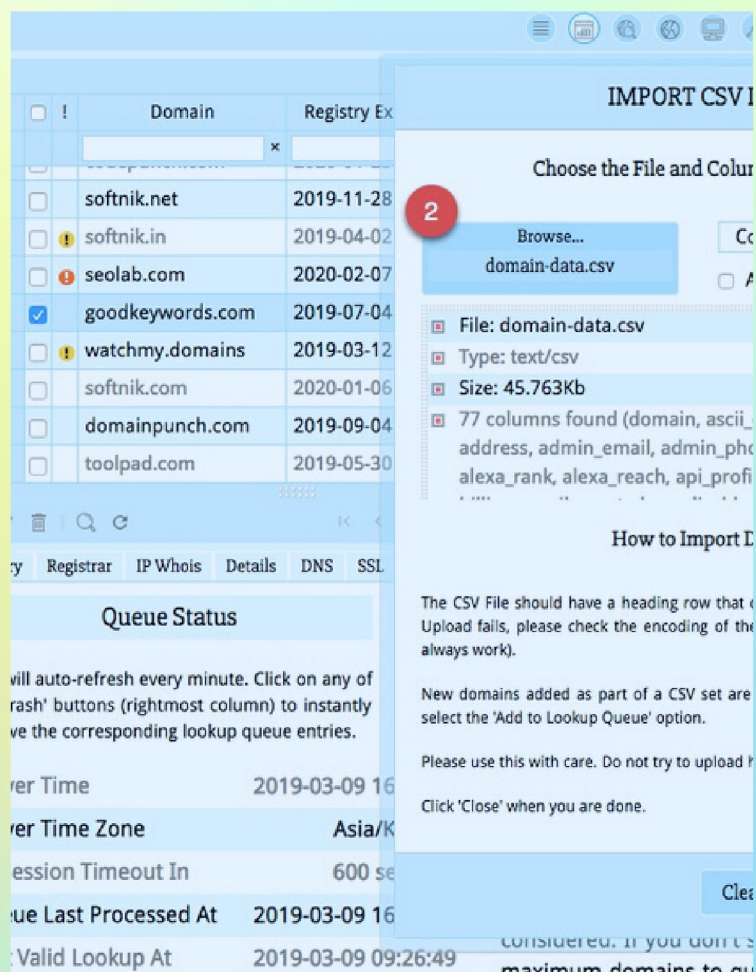 ! Domain Registry Ex
×
softnik.net 2019-11-28
softnik.in 2019-04-02
seolab.com 2020-02-07
goodkeywords.com 2019-07-04
watchmy.domains 2019-03-12
softnik.com 2020-01-06
domainpunch.com 2019-09-04
toolpad.com 2019-05-30
ry Registrar IP Whois Details DNS SSL
Queue Status
will auto-refresh every minute. Click on any of
rash' buttons (rightmost column) to instantly
ve the corresponding lookup queue entries.
ver Time 2019-03-09 16
ver Time Zone Asia/K
ession Timeout In 600 se
ue Last Processed At 2019-03-09 16
Valid Lookup At 2019-03-09 09:26:49
IMPORT CSV
Choose the File and Colum
2
Browse...
domain-data.csv
Co
A
File: domain-data.csv
Type: text/csv
Size: 45.763Kb
77 columns found (domain, ascii_
address, admin_email, admin_pho
alexa_rank, alexa_reach, api_profi
How to Import D
The CSV File should have a heading row that
Upload fails, please check the encoding of the
always work).
New domains added as part of a CSV set are
select the 'Add to Lookup Queue' option.
Please use this with care. Do not try to upload h
Click 'Close' when you are done.
Clea
considered. If you don't s
maximum domains to